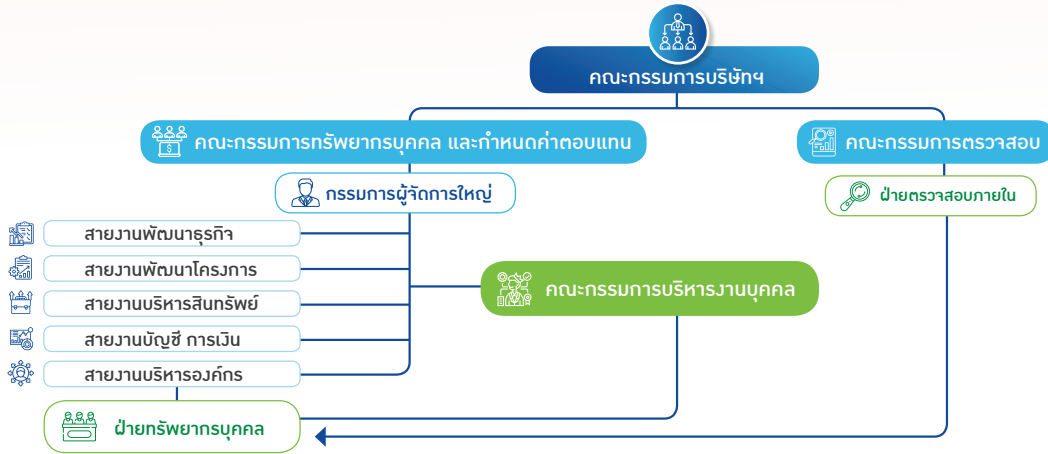 คณะกรรมการบริษัทฯ
คณะกรรมการทรัพยากรบุคคล และกำหนดค่าตอบแทน
คณะกรรมการตรวจสอบ
กรรมการผู้จัดการใหญ่
ฝ่ายตรวจสอบภายใน
สายงานพัฒนาธุรกิจ
สายงานพัฒนาโครงการ
คณะกรรมการบริหารงานบุคคล
สายงานบริหารสินทรัพย์
สายงานบัญชี การเงิน
สายงานบริหารองค์กร
ฝ่ายทรัพยากรบุคคล